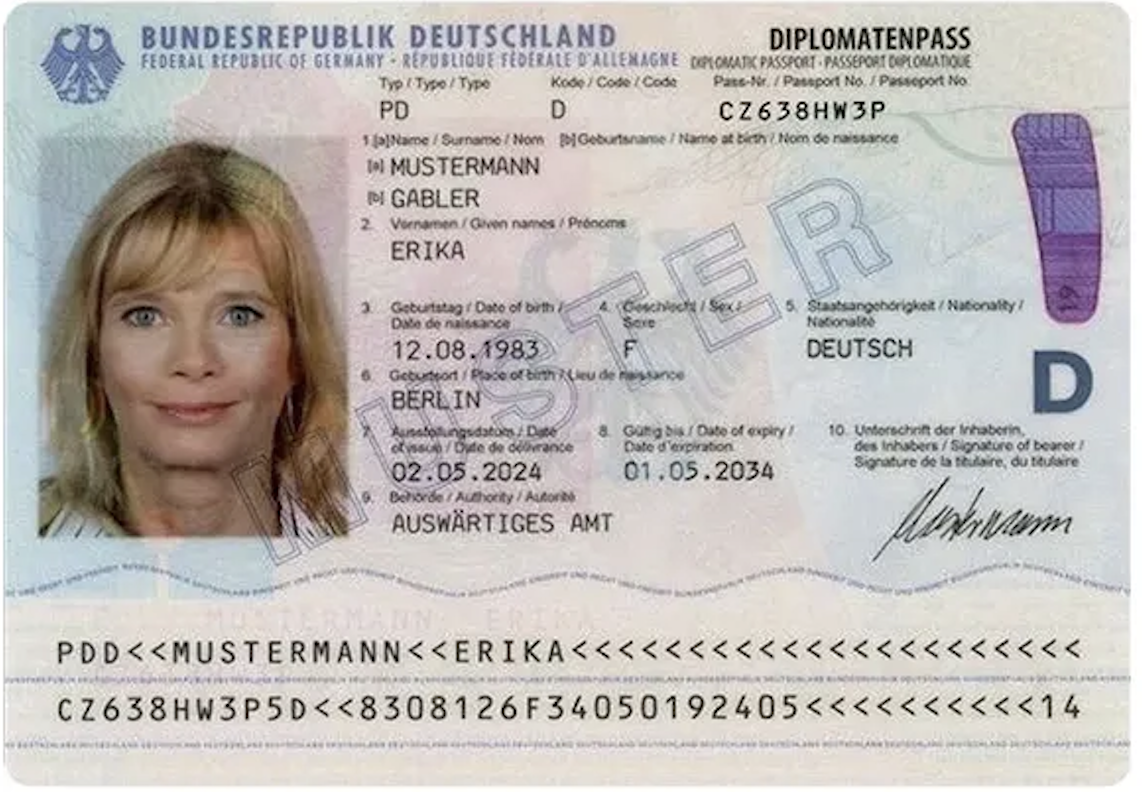 BUNDESREPUBLIK DEUTSCHLAND DIPLOMATENPASS
FEDERAL REPUBLIC OF GERMANY - RÉPUBLIQUE FÉDÉRALE D'ALLEMAGNE DIPLOMATIC PASSPORT - PASSEPORT DIPLOMATIQUE
Typ / Type / Type Kode / Code / Code Pass-Nr. / Passport No. / Passeport No
PD D CZ638HW3P
1 [a]Name / Surname / Nom [b]Geburtsname / Name at birth / Nom de naissance
[a] MUSTERMANN
[b] GABLER
2. Vornamen / Given names / Prénoms
ERIKA
3. Geburtstag / Date of birth / 4. Geschlecht / Sex / 5. Staatsangehörigkeit / Nationality /
Date de naissance Sexe Nationalité
12.08.1983 F DEUTSCH
6. Geburtsort / Place of birth / Lieu de naissance
BERLIN
7. Ausstellungsdatum / Date 8. Gültig bis / Date of expiry / 10. Unterschrift der Inhaberin,
of issue / Date de délivrance Date d'expiration des Inhabers / Signature of bearer /
Signature de la titulaire, du titulaire
02.05.2024 01.05.2034
9. Behörde / Authority / Autorité
AUSWÄRTIGES AMT
Mustermann
MUSTER
D
MUSTERMANN ERIKA
PDD<<MUSTERMANN<<ERIKA<<<<<<<<<<<<<<<<<<<<<<
CZ638HW3P5D<<8308126F34050192405<<<<<<<<<<14